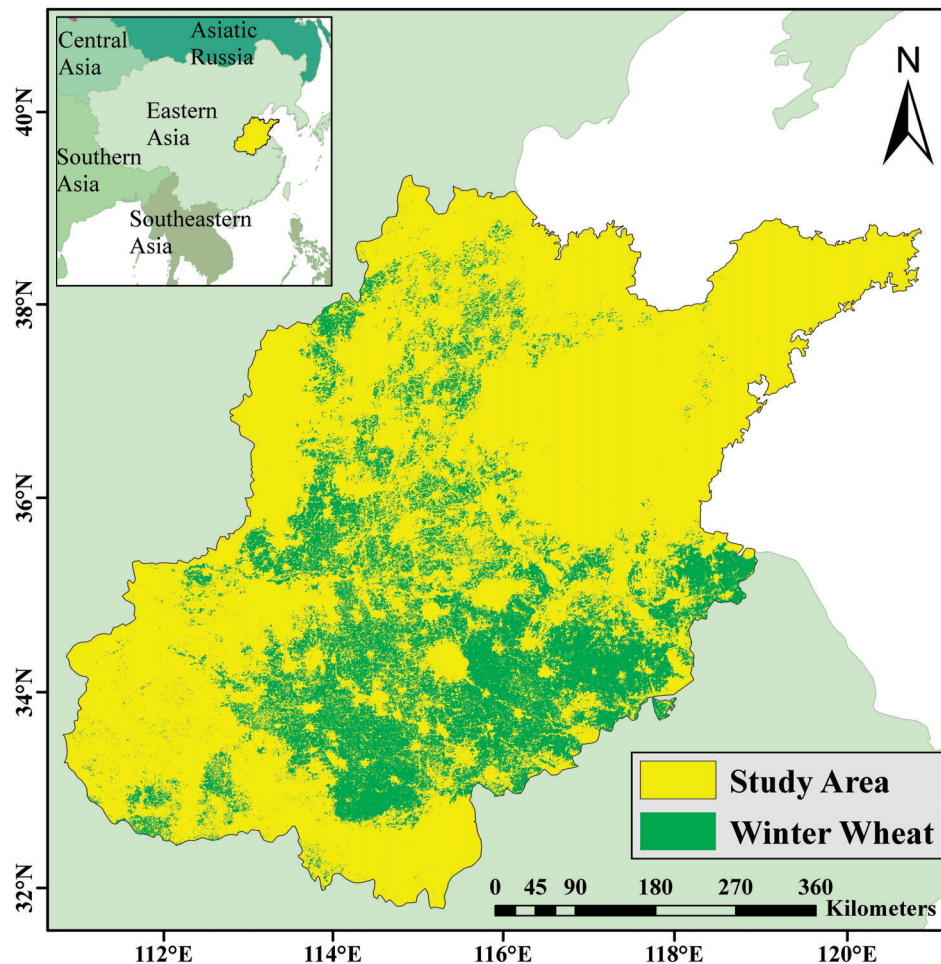 Central
Asia
Asiatic
Russia
Eastern
Asia
Southern
Asia
Southeastern
Asia
N
40°N
38°N
36°N
34°N
32°N
Study Area
Winter Wheat
0 45 90 180 270 360
Kilometers
112°E 114°E 116°E 118°E 120°E